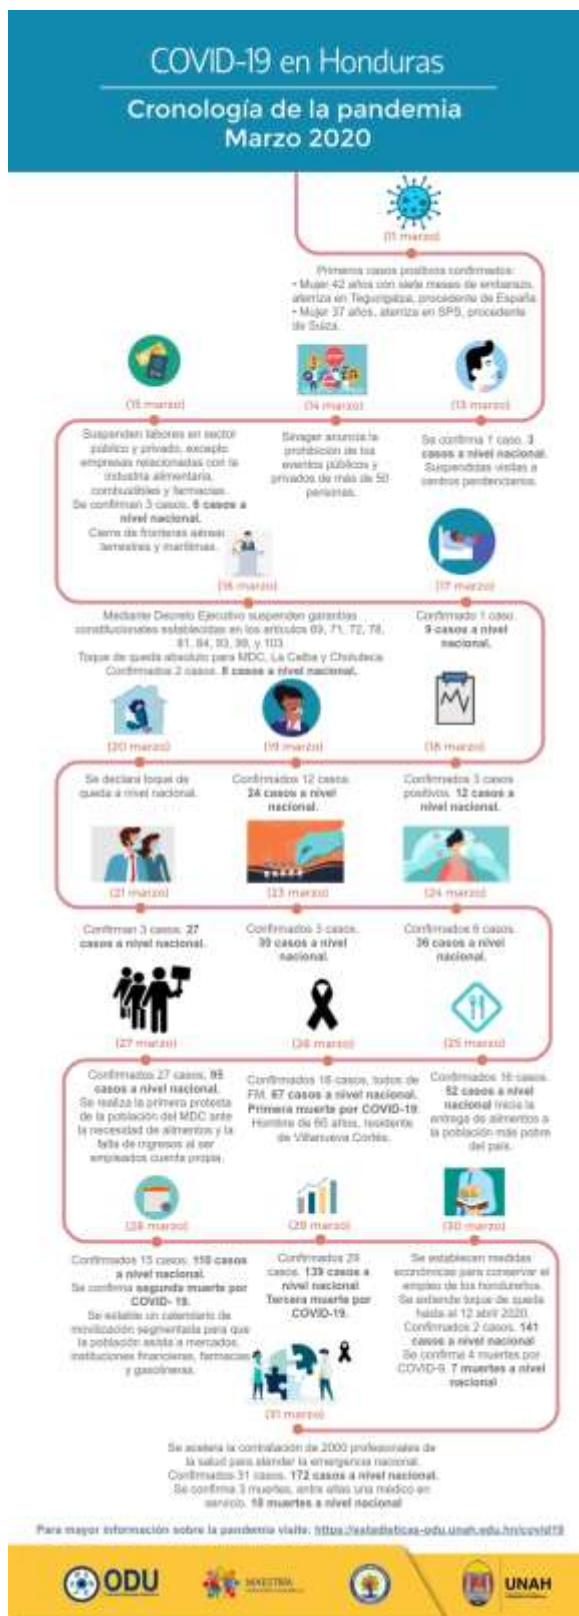 COVID-19 en Honduras
Cronología de la pandemia
Marzo 2020
(11 marzo)
Primeros casos positivos confirmados:
• Mujer 42 años con siete meses de embarazo,
aterriza en Tegucigalpa, procedente de España
• Mujer 37 años, aterriza en SPS, procedente
de Suiza.
(13 marzo)
Se confirma 1 caso. 3
casos a nivel nacional.
Suspendidas visitas a
centros penitenciarios.
(14 marzo)
Sinager anuncia la
prohibición de los
eventos públicos y
privados de más de 50
personas.
(15 marzo)
Suspenden labores en sector
público y privado, excepto
empresas relacionadas con la
industria alimentaria,
combustibles y farmacias.
Se confirman 3 casos. 6 casos a
nivel nacional.
Cierre de fronteras aéreas
terrestres y marítimas.
(16 marzo)
Mediante Decreto Ejecutivo suspenden garantías
constitucionales establecidas en los artículos 69, 71, 72, 78,
81, 84, 93, 99, y 103
Toque de queda absoluto para MDC, La Ceiba y Choluteca
Confirmados 2 casos. 8 casos a nivel nacional.
(17 marzo)
Confirmado 1 caso.
9 casos a nivel
nacional.
(18 marzo)
Confirmados 3 casos
positivos. 12 casos a
nivel nacional.
(19 marzo)
Confirmados 12 casos.
24 casos a nivel
nacional.
(20 marzo)
Se declara toque de
queda a nivel nacional.
(21 marzo)
Confirman 3 casos. 27
casos a nivel nacional.
(23 marzo)
Confirmados 3 casos.
30 casos a nivel
nacional.
(24 marzo)
Confirmados 6 casos.
36 casos a nivel
nacional.
(25 marzo)
Confirmados 16 casos.
52 casos a nivel
nacional Inicia la
entrega de alimentos a
la población más pobre
del país.
(26 marzo)
Confirmados 16 casos, todos de
FM. 67 casos a nivel nacional.
Primera muerte por COVID-19.
Hombre de 60 años, residente
de Villanueva Cortés.
(27 marzo)
Confirmados 27 casos, 95
casos a nivel nacional.
Se realiza la primera protesta
de la población del MDC ante
la necesidad de alimentos y la
falta de ingresos al ser
empleados cuenta propia.
(28 marzo)
Confirmados 15 casos. 110 casos
a nivel nacional.
Se confirma segunda muerte por
COVID- 19.
Se establece un calendario de
movilización segmentada para que
la población asista a mercados,
instituciones financieras, farmacias
y gasolineras.
(29 marzo)
Confirmados 29
casos. 139 casos a
nivel nacional
Tercera muerte por
COVID-19.
(30 marzo)
Se establecen medidas
económicas para conservar el
empleo de los hondureños.
Se extiende toque de queda
hasta al 12 abril 2020.
Confirmados 2 casos. 141
casos a nivel nacional
Se confirma 4 muertes por
COVID-9. 7 muertes a nivel
nacional
(31 marzo)
Se acelera la contratación de 2000 profesionales de
la salud para atender la emergencia nacional.
Confirmados 31 casos. 172 casos a nivel nacional.
Se confirma 3 muertes, entre ellas una médico en
servicio. 10 muertes a nivel nacional
Para mayor información sobre la pandemia visite: https://estadisticas-odu.unah.edu.hn/covid19
ODU
MAESTRÍA
UNAH